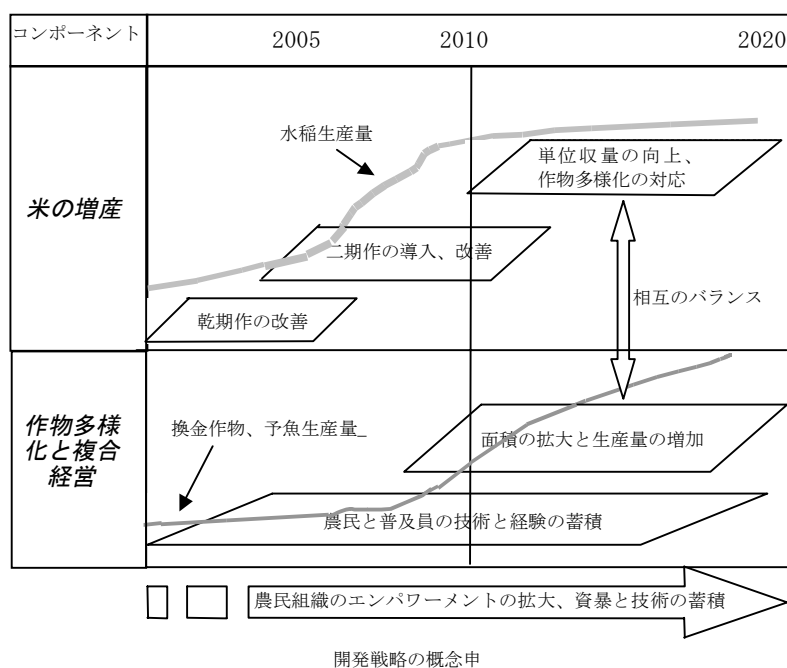 コンポーネント
2005
2010
2020
水稲生産量
単位収量の向上、
作物多様化の対応
米の増産
二期作の導入、改善
相互のバランス
乾期作の改善
作物多様
化と複合
経営
換金作物、予魚生産量_
面積の拡大と生産量の増加
農民と普及員の技術と経験の蓄積
農民組織のエンパワーメントの拡大、資暴と技術の蓄積
開発戦略の概念申